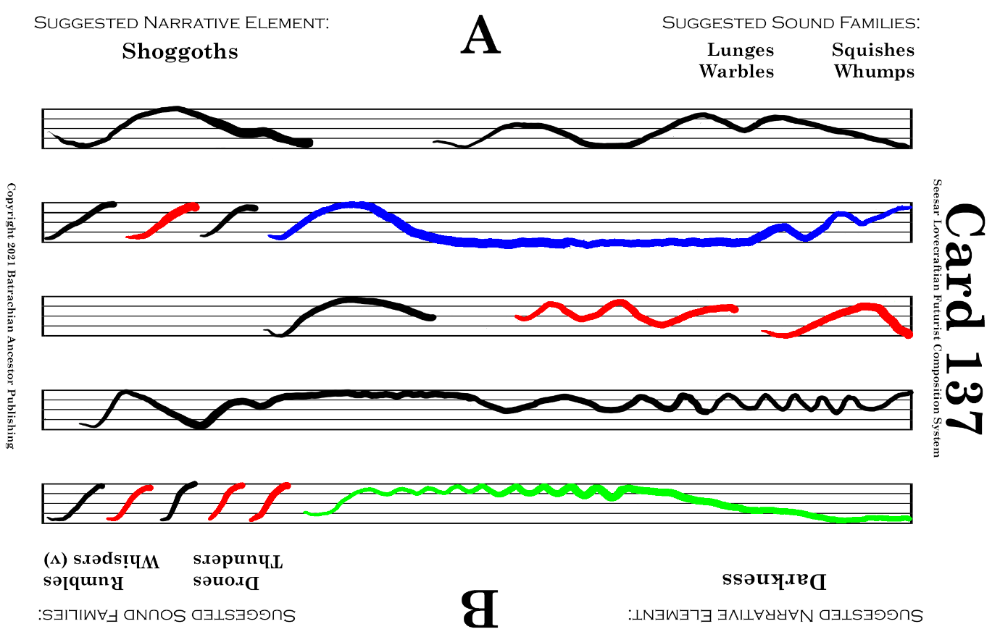 SUGGESTED NARRATIVE ELEMENT:
Shoggoths
A
SUGGESTED SOUND FAMILIES:
Lunges Squishes
Warbles Whumps
Copyright 2021 Batrachian Ancestor Publishing
Card 137
Seesar Lovecraftian Futurist Composition System
B
SUGGESTED NARRATIVE ELEMENT:
Darkness
SUGGESTED SOUND FAMILIES:
Drones Rumbles
Thunders Whispers (v)